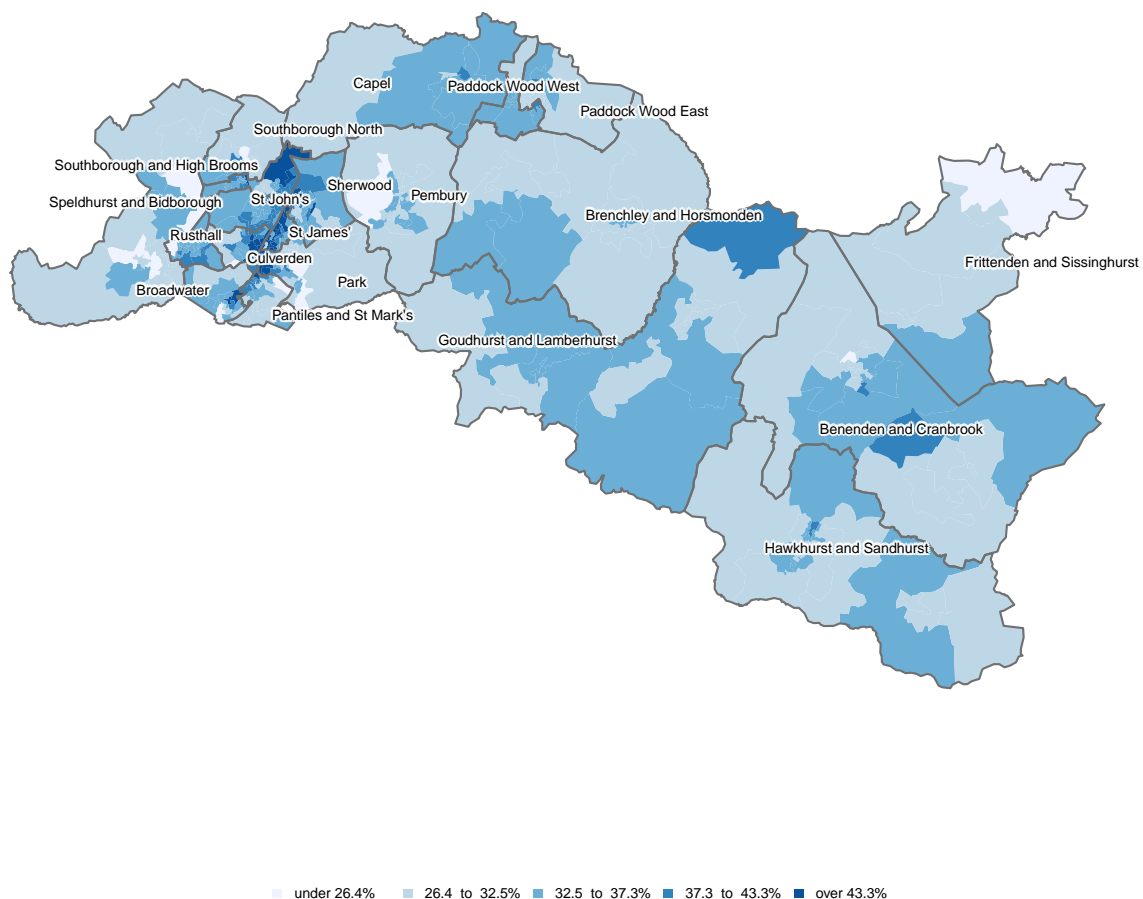 Capel
Paddock Wood West
Paddock Wood East
Southborough North
Southborough and High Brooms
Sherwood
Pembury
Speldhurst and Bidborough
St John's
Brenchley and Horsmonden
Rusthall
St James'
Culverden
Frittenden and Sissinghurst
Park
Broadwater
Pantiles and St Mark's
Goudhurst and Lamberhurst
Benenden and Cranbrook
Hawkhurst and Sandhurst
under 26.4%
26.4 to 32.5%
32.5 to 37.3%
37.3 to 43.3%
over 43.3%